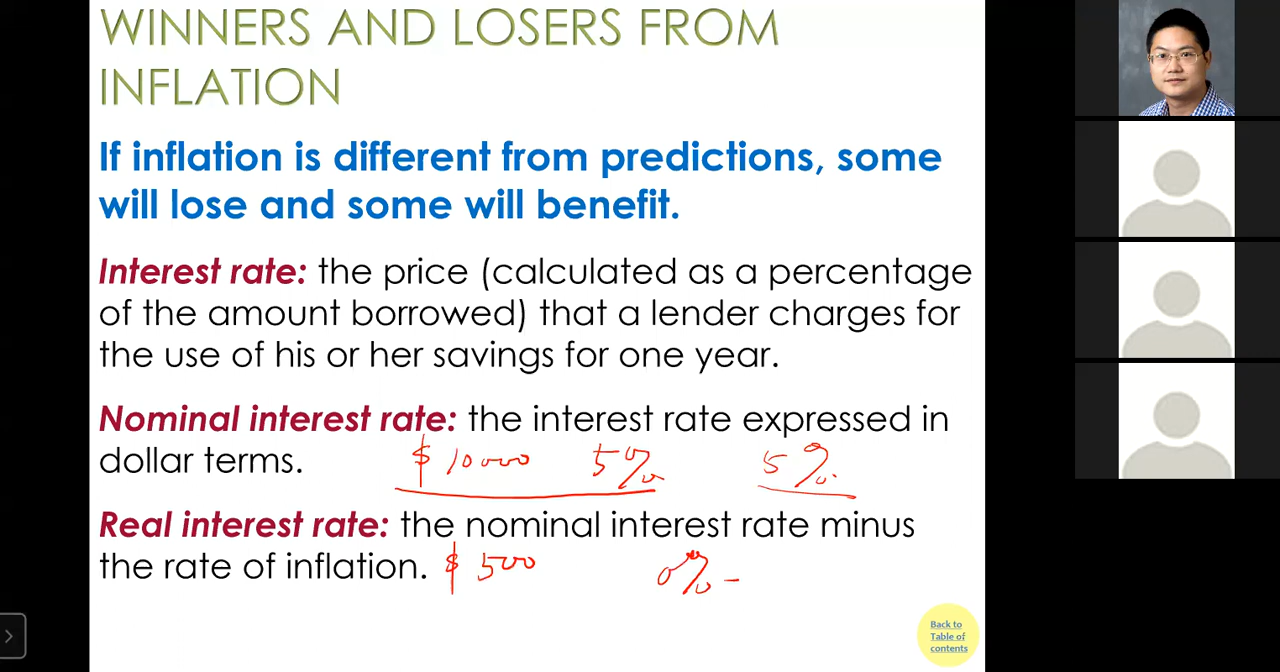 WINNERS AND LOSERS FROM
INFLATION
If inflation is different from predictions, some
will lose and some will benefit.
Interest rate: the price (calculated as a percentage
of the amount borrowed) that a lender charges for
the use of his or her savings for one year.
Nominal interest rate: the interest rate expressed in
dollar terms.
$ 10000 5% 5%
Real interest rate: the nominal interest rate minus
the rate of inflation.
$ 500 0%
Back to
Table of
contents